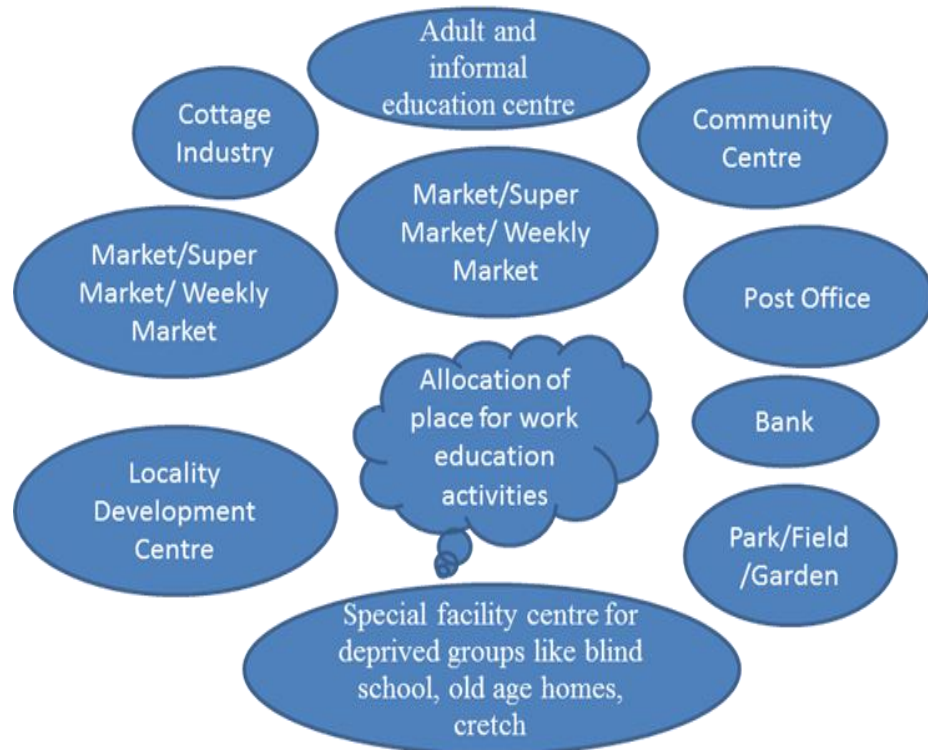 Adult and
informal
education centre
Cottage
Industry
Community
Centre
Market/Super
Market/ Weekly
Market
Market/Super
Market/ Weekly
Market
Post Office
Allocation of
place for work
education
activities
Bank
Locality
Development
Centre
Park/Field
/Garden
Special facility centre for
deprived groups like blind
school, old age homes,
cretch